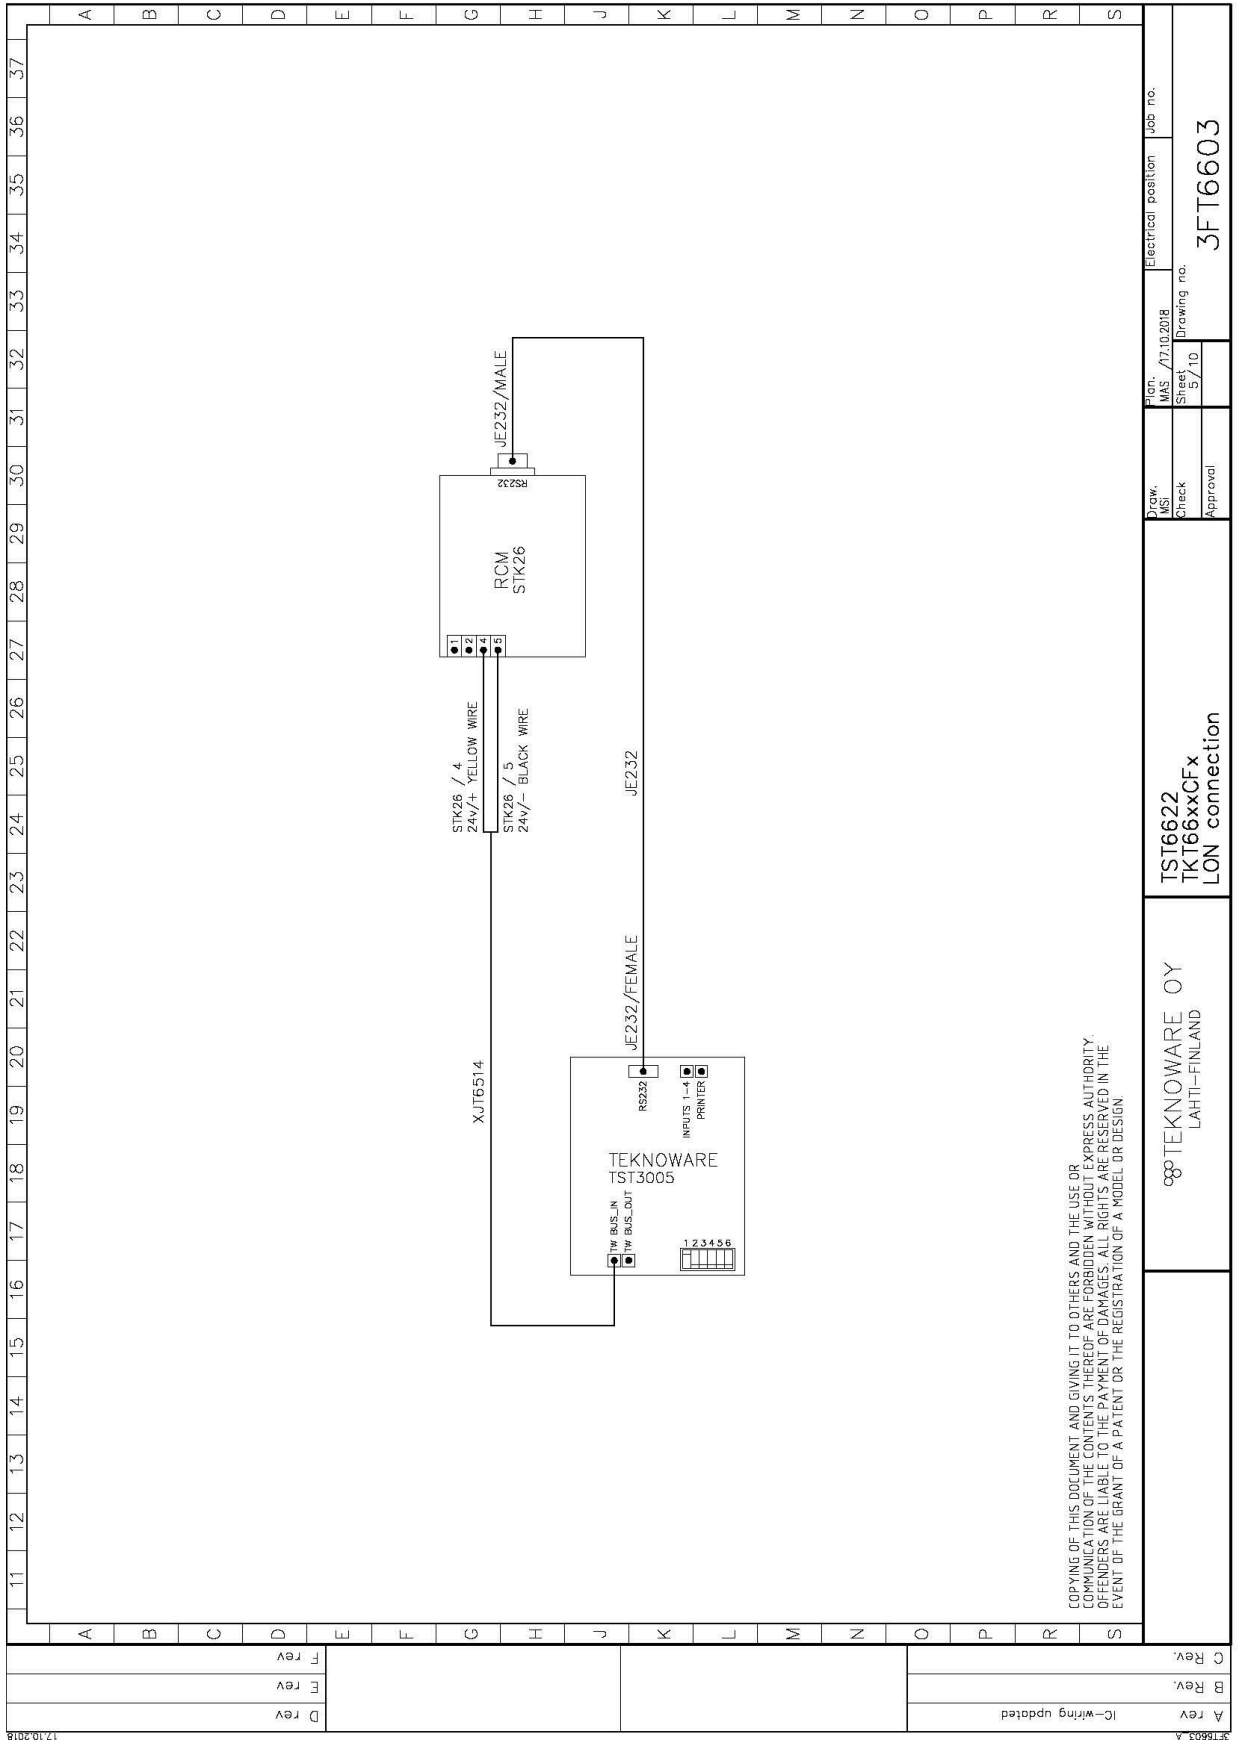 11 12 13 14 15 16 17 18 19 20 21 22 23 24 25 26 27 28 29 30 31 32 33 34 35 36 37
A B C D E F G H J K L M N O P R S
A B C D E F G H J K L M N O P R S
STK26 / 4
24v/+ YELLOW WIRE
STK26 / 5
24v/- BLACK WIRE
XJT6514
1
2
4
5
RCM
STK26
RS232
JE232/MALE
JE232/FEMALE
JE232
TW BUS_IN
TW BUS_OUT
TEKNOWARE
TST3005
RS232
INPUTS 1-4
PRINTER
1 2 3 4 5 6
COPYING OF THIS DOCUMENT AND GIVING IT TO OTHERS AND THE USE OR
COMMUNICATION OF THE CONTENTS THEREOF ARE FORBIDDEN WITHOUT EXPRESS AUTHORITY.
OFFENDERS ARE LIABLE TO THE PAYMENT OF DAMAGES. ALL RIGHTS ARE RESERVED IN THE
EVENT OF THE GRANT OF A PATENT OR THE REGISTRATION OF A MODEL OR DESIGN.
TEKNOWARE OY
LAHTI-FINLAND
TST6622
TKT66xxCFx
LON connection
Draw.
MSi
Check
Approval
Plan.
MAS /17.10.2018
Sheet
5/10
Electrical position
Job no.
Drawing no.
3FT6603
F rev
E rev
D rev
C Rev.
B Rev.
A rev IC-wiring updated
3FT6603_A
17.10.2018